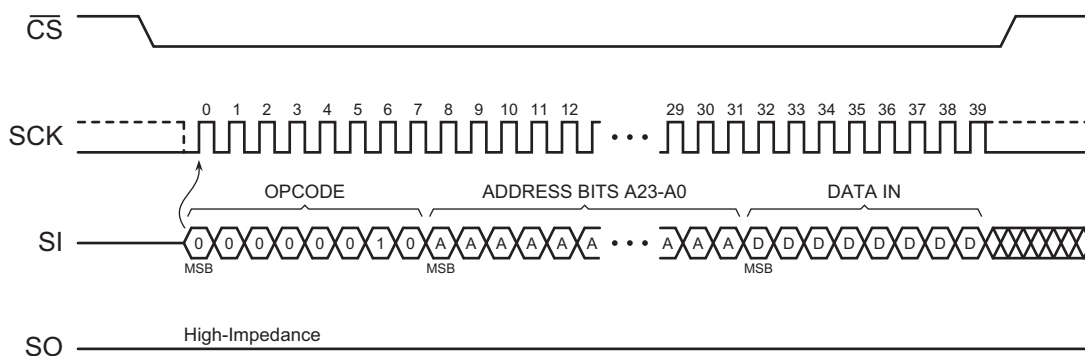 CS
0 1 2 3 4 5 6 7 8 9 10 11 12 29 30 31 32 33 34 35 36 37 38 39
SCK
OPCODE ADDRESS BITS A23-A0 DATA IN
SI 0 0 0 0 0 0 1 0 A A A A A A A A A D D D D D D D D
MSB MSB MSB
High-Impedance
SO